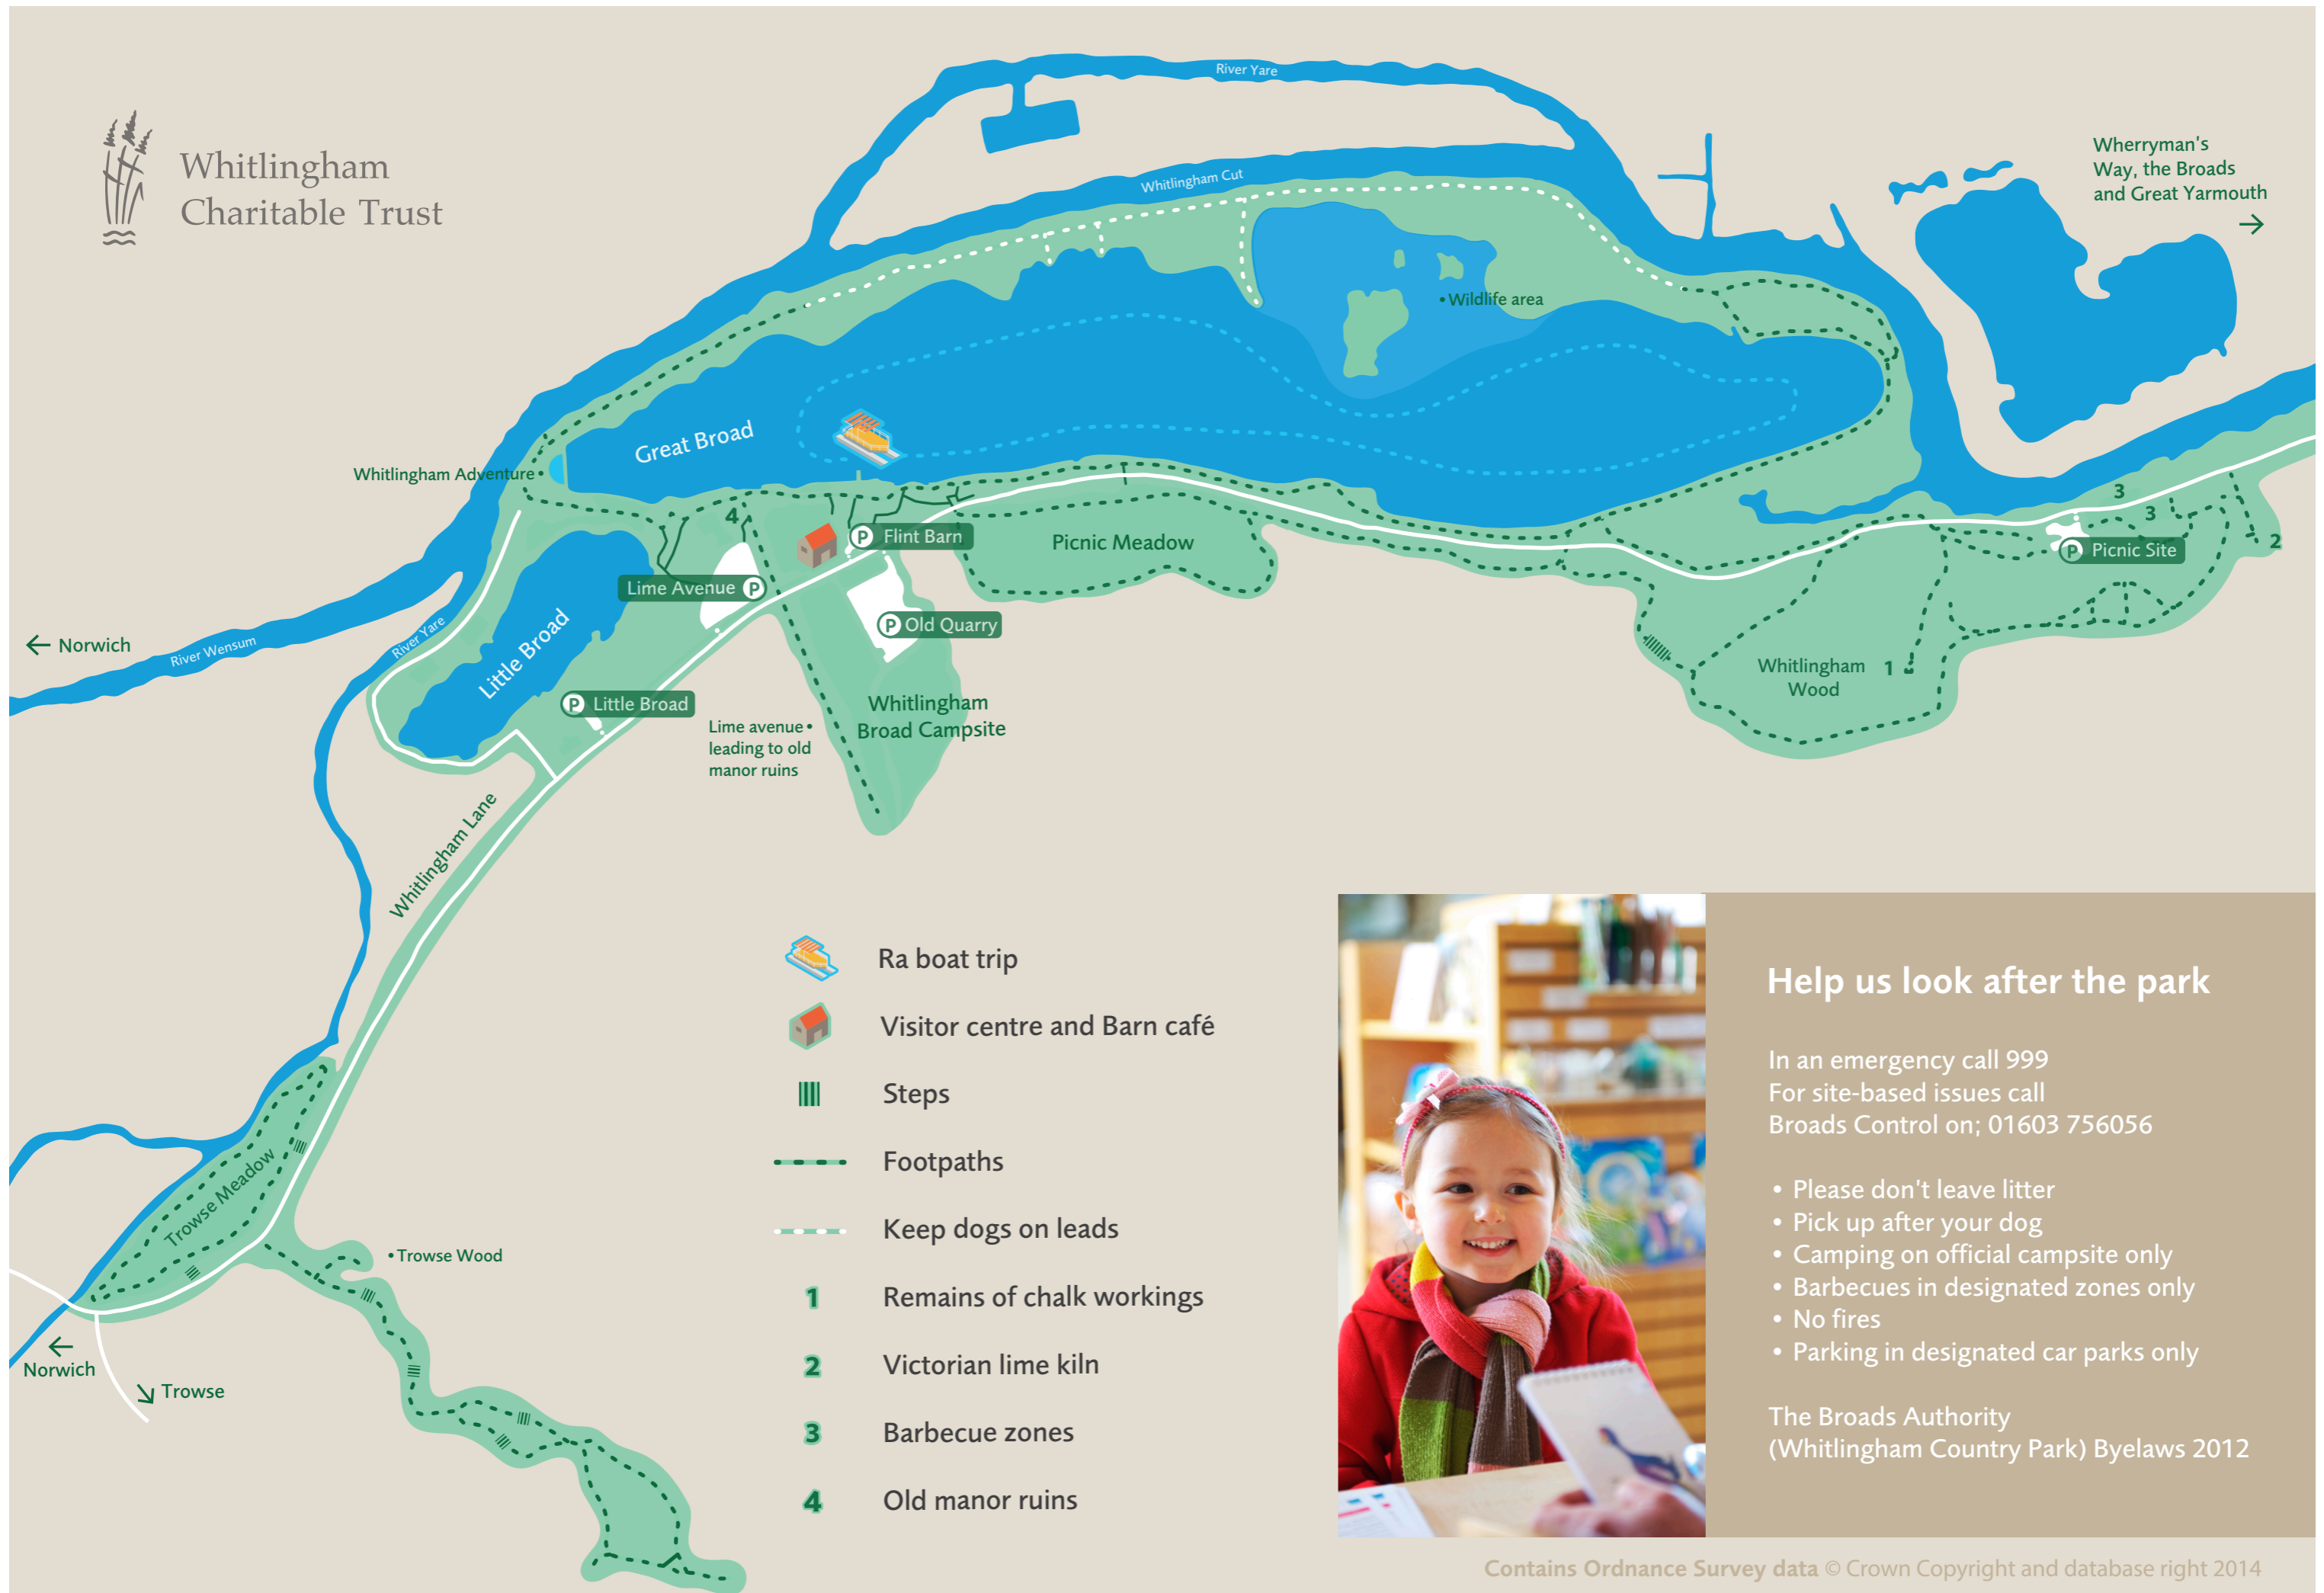 Whitlingham
Charitable Trust
River Yare
Whitlingham Cut
Wherryman's
Way, the Broads
and Great Yarmouth
→
•Wildlife area
Great Broad
Whitlingham Adventure•
4
P Flint Barn
Picnic Meadow
3
3
2
P Picnic Site
Lime Avenue P
P Old Quarry
← Norwich
River Wensum
River Yare
Little Broad
P Little Broad
Whitlingham
Broad Campsite
Lime avenue•
leading to old
manor ruins
Whitlingham
Wood
1
Whitlingham Lane
Trowse Meadow
•Trowse Wood
←
Norwich
↘ Trowse
Ra boat trip
Visitor centre and Barn café
Steps
Footpaths
Keep dogs on leads
1 Remains of chalk workings
2 Victorian lime kiln
3 Barbecue zones
4 Old manor ruins
Help us look after the park
In an emergency call 999
For site-based issues call
Broads Control on; 01603 756056
• Please don't leave litter
• Pick up after your dog
• Camping on official campsite only
• Barbecues in designated zones only
• No fires
• Parking in designated car parks only
The Broads Authority
(Whitlingham Country Park) Byelaws 2012
Contains Ordnance Survey data © Crown Copyright and database right 2014